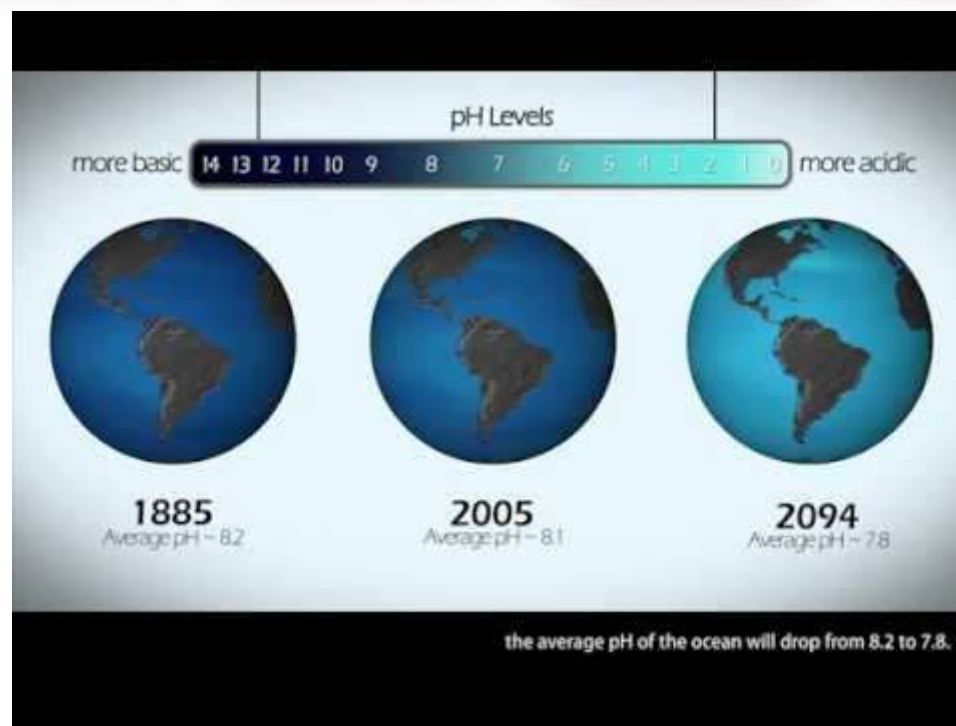 pH Levels
more basic 14 13 12 11 10 9 8 7 6 5 4 3 2 1 0 more acidic
1885 2005 2094
Average pH ~ 8.2 Average pH ~ 8.1 Average pH ~ 7.8
the average pH of the ocean will drop from 8.2 to 7.8.